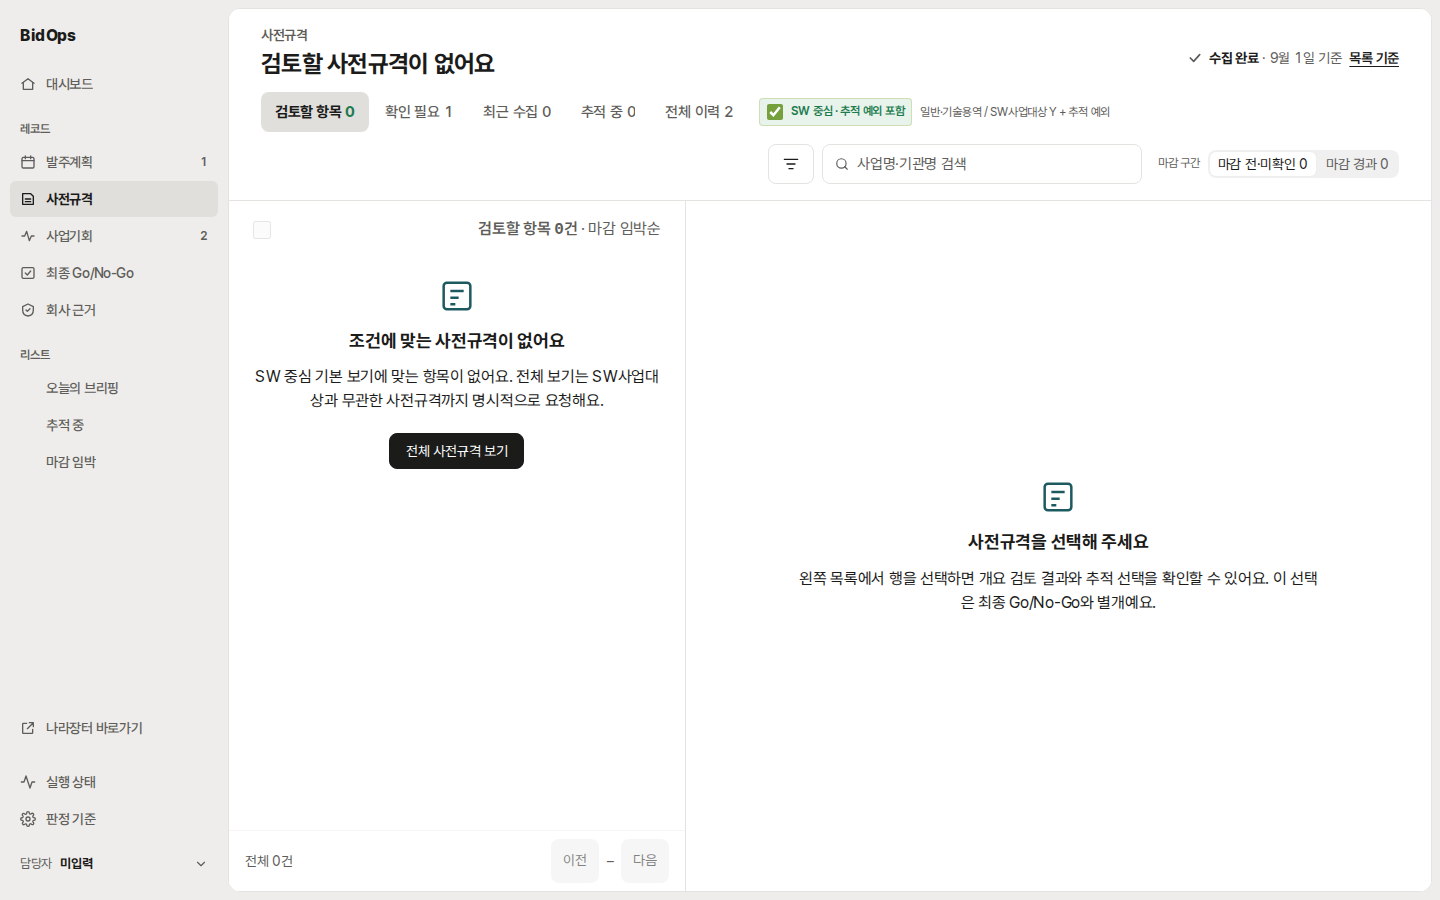 BidOps
대시보드
레코드
발주계획 1
사전규격
사업기회 2
최종 Go/No-Go
회사 근거
리스트
오늘의 브리핑
추적 중
마감 임박
나라장터 바로가기
실행 상태
판정 기준
담당자 미입력
사전규격
검토할 사전규격이 없어요
수집 완료 · 9월 1일 기준 목록 기준
검토할 항목 0 확인 필요 1 최근 수집 0 추적 중 0 전체 이력 2 SW 중심·추적 예외 포함 일반·기술용역 / SW사업대상 Y + 추적 예외
사업명·기관명 검색 마감 구간 마감 전·미확인 0 마감 경과 0
검토할 항목 0건 · 마감 임박순
조건에 맞는 사전규격이 없어요
SW 중심 기본 보기에 맞는 항목이 없어요. 전체 보기는 SW사업대
상과 무관한 사전규격까지 명시적으로 요청해요.
전체 사전규격 보기
전체 0건 이전 – 다음
사전규격을 선택해 주세요
왼쪽 목록에서 행을 선택하면 개요 검토 결과와 추적 선택을 확인할 수 있어요. 이 선택
은 최종 Go/No-Go와 별개예요.